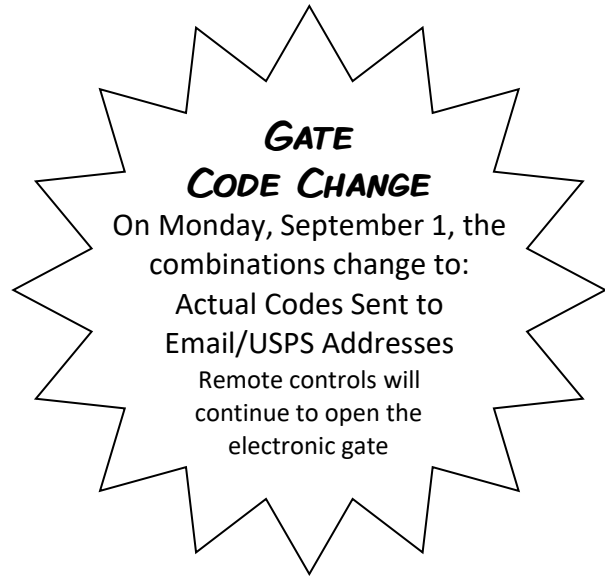 GATE
CODE CHANGE
On Monday, September 1, the
combinations change to:
Actual Codes Sent to
Email/USPS Addresses
Remote controls will
continue to open the
electronic gate